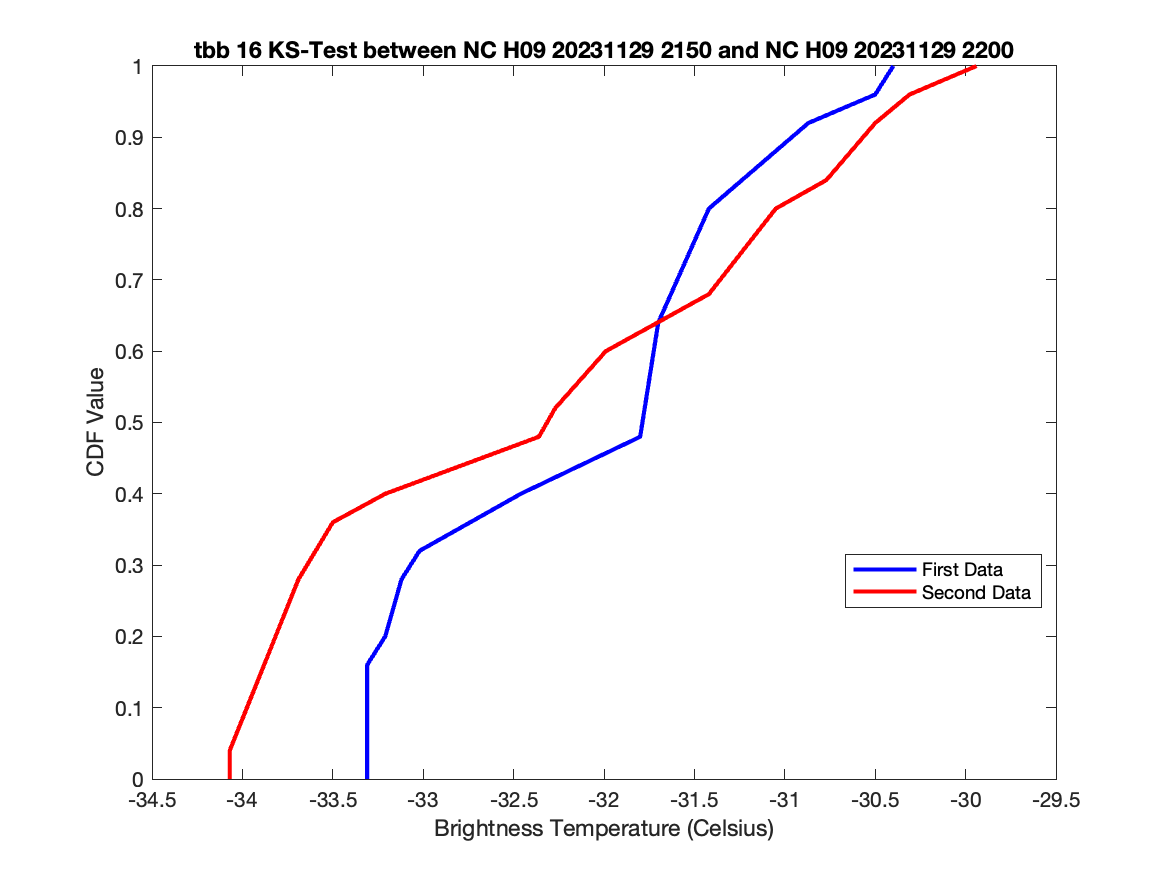 tbb 16 KS-Test between NC H09 20231129 2150 and NC H09 20231129 2200
1
0.9
0.8
0.7
0.6
0.5
0.4
0.3
0.2
0.1
0
CDF Value
First Data
Second Data
-34.5 -34 -33.5 -33 -32.5 -32 -31.5 -31 -30.5 -30 -29.5
Brightness Temperature (Celsius)